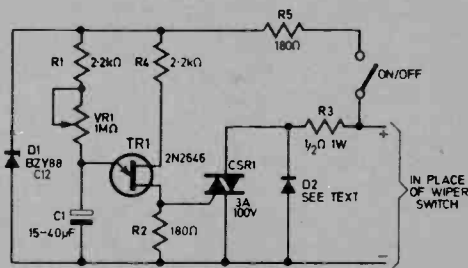 R5
180Ω
R1
2·2kΩ
R4
2·2kΩ
ON/OFF
VR1
1MΩ
R3
½Ω 1W
+
TR1
2N2646
CSR1
D1
BZY88
C12
3A
100V
D2
SEE TEXT
IN PLACE
OF WIPER
SWITCH
C1
15-40µF
R2
180Ω
−